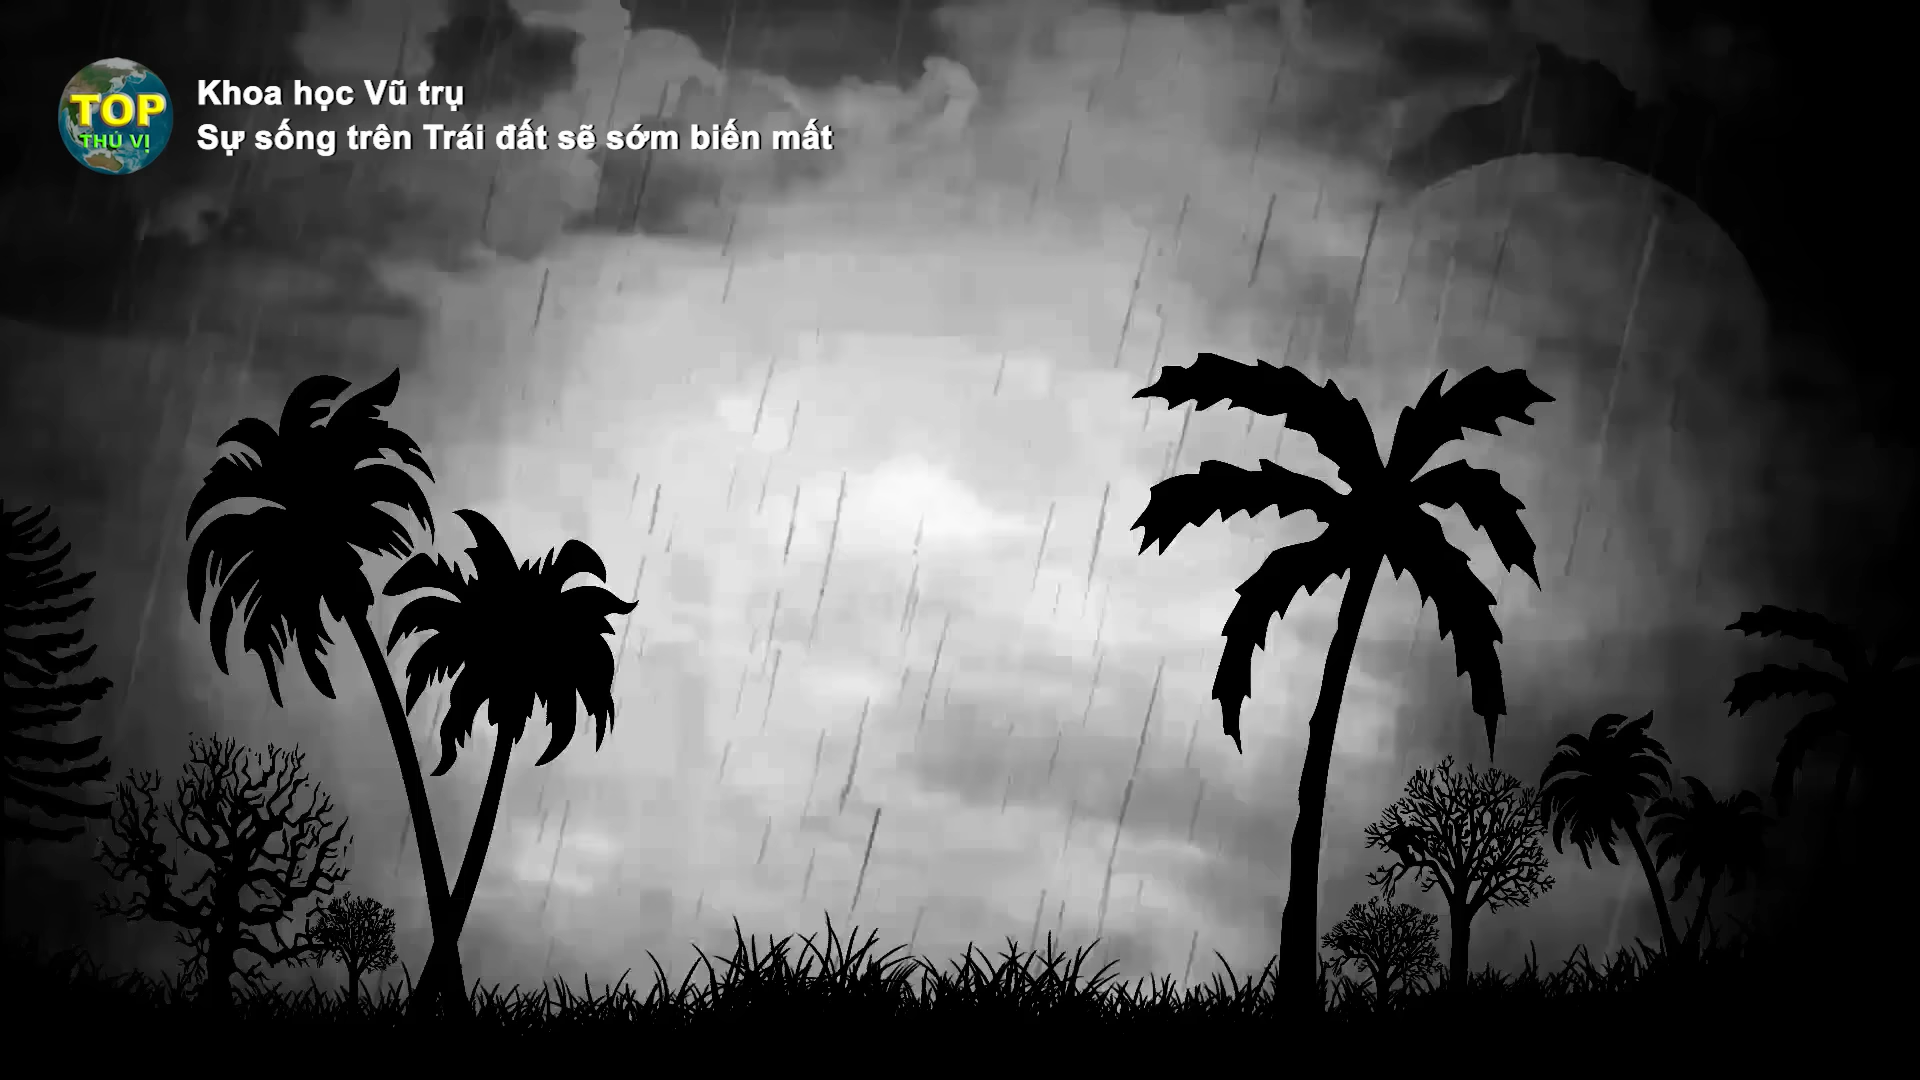 TOP
THÚ VỊ
Khoa học Vũ trụ
Sự sống trên Trái đất sẽ sớm biến mất